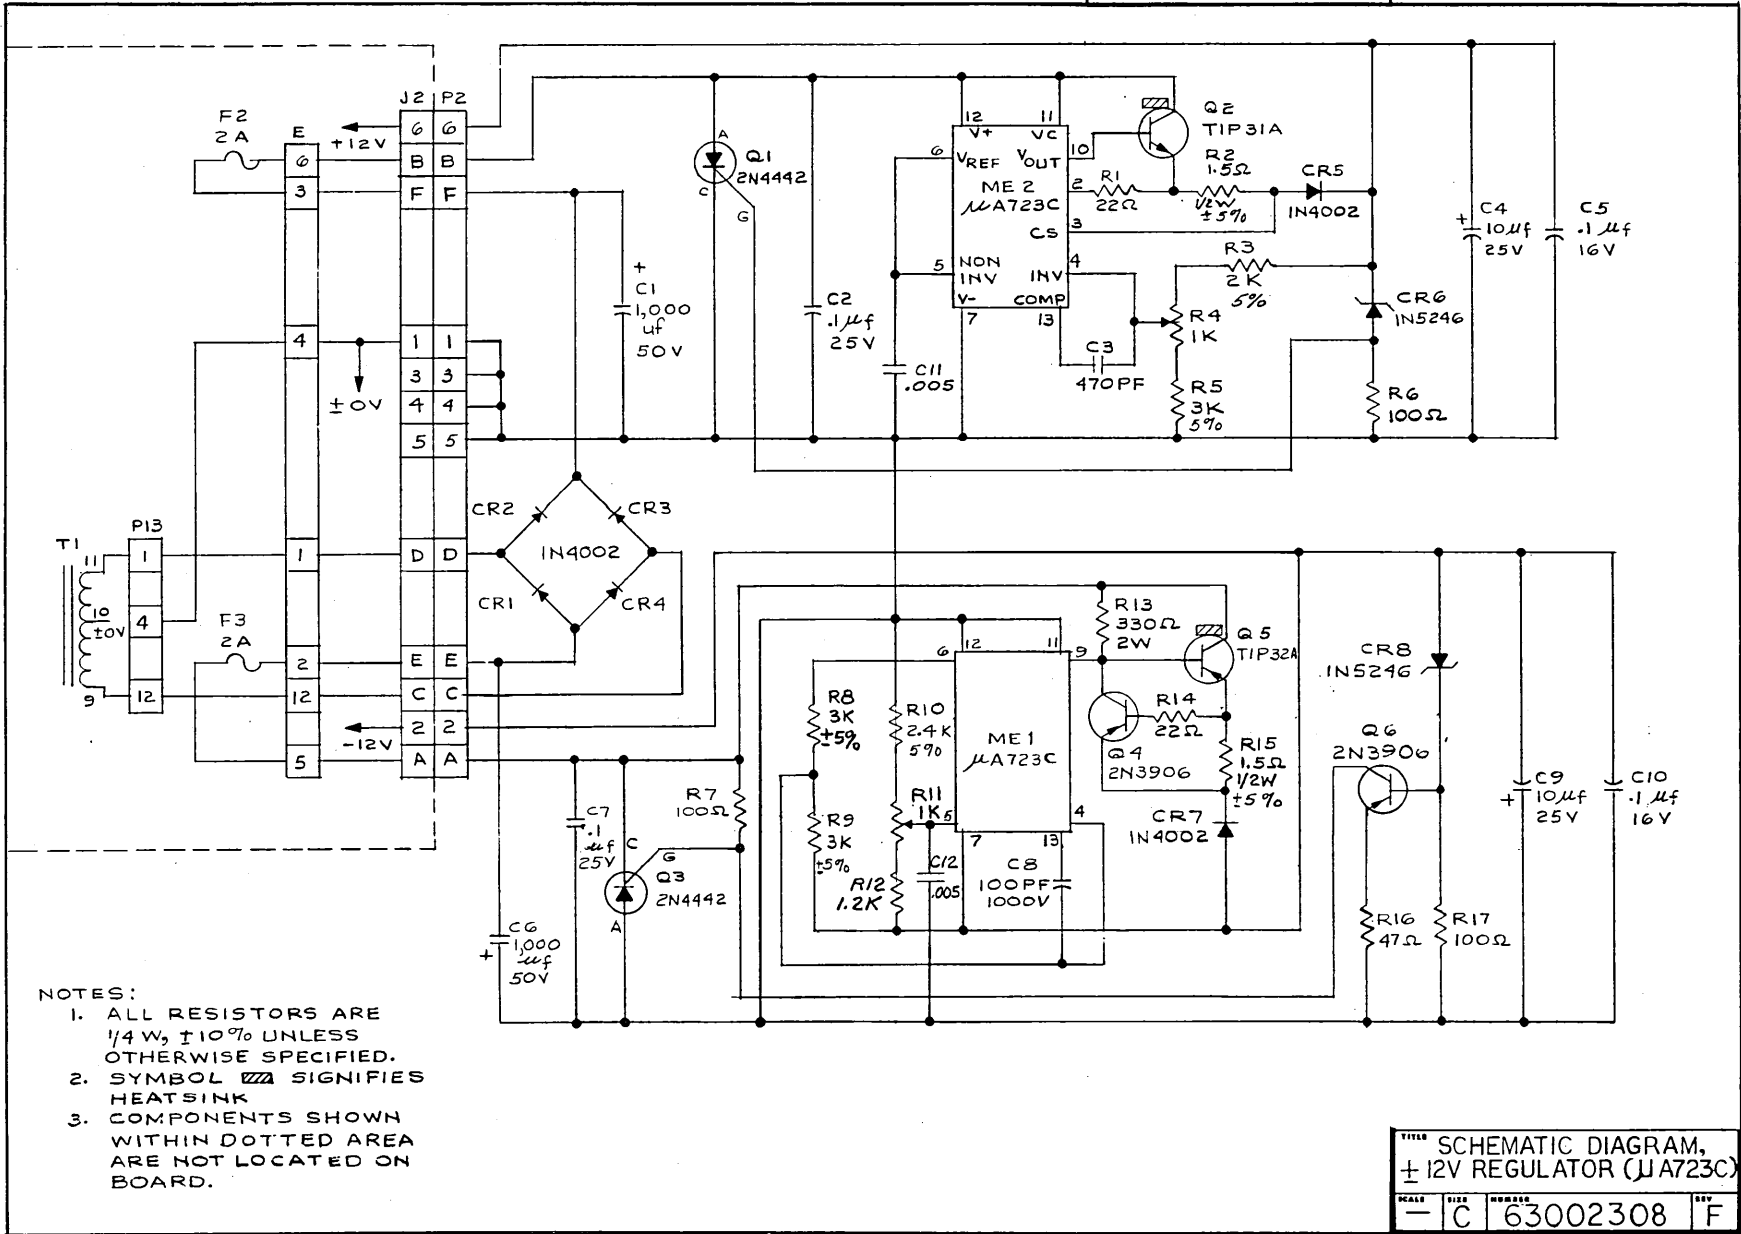 J2 P2
F2
2A
E
6
3
4
1
2
12
5
+12V
6 6
B B
F F
1 1
3 3
4 4
5 5
D D
E E
C C
2 2
A A
±0V
-12V
F3
2A
P13
1
4
12
T1
11
10
±0V
9
+
C1
1,000
uf
50V
A
Q1
2N4442
C
G
C2
.1µf
25V
C11
.005
12
V+
11
VC
6
VREF
VOUT
10
ME2
µA723C
2
CS
3
5
NON
INV
INV
4
V-
COMP
7
13
Q2
TIP31A
R1
22Ω
R2
1.5Ω
1/2W
±5%
CR5
1N4002
R3
2K
5%
R4
1K
C3
470PF
R5
3K
5%
CR6
1N5246
R6
100Ω
+
C4
10µf
25V
C5
.1µf
16V
CR2
CR3
1N4002
CR1
CR4
R13
330Ω
2W
Q5
TIP32A
12
11
6
9
ME1
µA723C
5
4
7
13
R8
3K
±5%
R10
2.4K
5%
R9
3K
±5%
R11
1K
R12
1.2K
C12
.005
C8
100PF
1000V
R14
22Ω
Q4
2N3906
R15
1.5Ω
1/2W
±5%
CR7
1N4002
CR8
1N5246
Q6
2N3906
R16
47Ω
R17
100Ω
+
C9
10µf
25V
C10
.1µf
16V
R7
100Ω
C7
.1
µf
25V
C
G
Q3
2N4442
A
C6
1,000
µf
50V
+
NOTES:
1. ALL RESISTORS ARE
1/4 W, ±10% UNLESS
OTHERWISE SPECIFIED.
2. SYMBOL SIGNIFIES
HEATSINK
3. COMPONENTS SHOWN
WITHIN DOTTED AREA
ARE NOT LOCATED ON
BOARD.
TITLE
SCHEMATIC DIAGRAM,
± 12V REGULATOR (µA723C)
SCALE SIZE NUMBER REV
— C 63002308 F